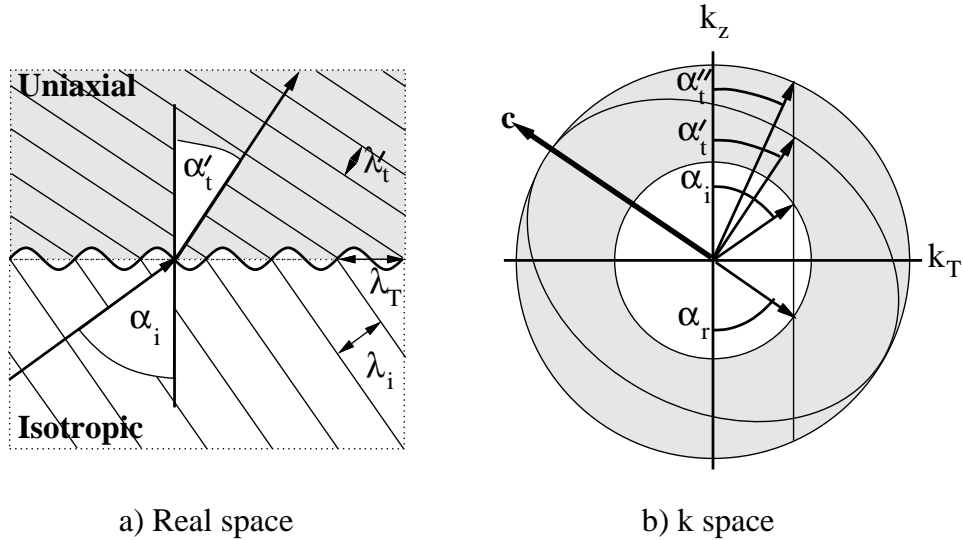 Uniaxial
α′t
λ′t
λT
αi
λi
Isotropic
a) Real space
kz
α″t
c
α′t
αi
kT
αr
b) k space